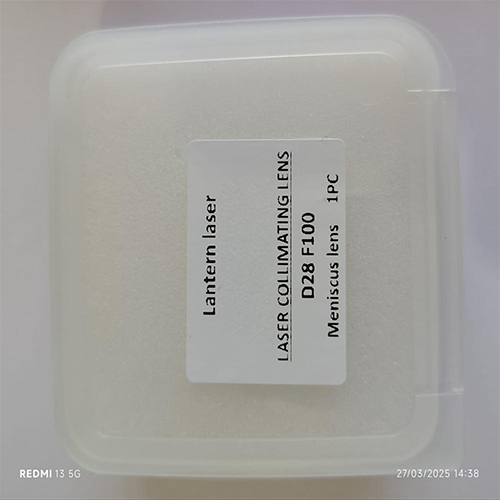 Lantern laser
LASER COLLIMATING LENS
D28 F100
Meniscus lens 1PC
REDMI 13 5G
27/03/2025 14:38